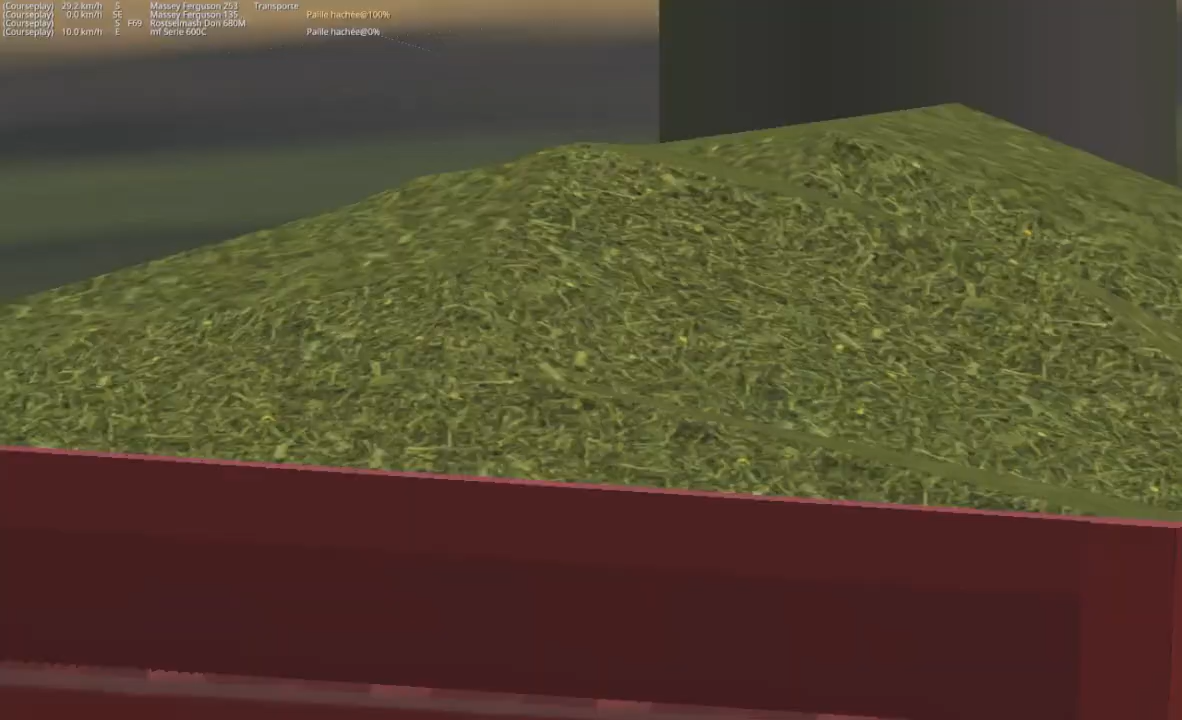 (Courseplay) 29.2 km/h S Massey Ferguson 253 Transporte
(Courseplay) 0.0 km/h SE Massey Ferguson 135 Paille hachée@100%
(Courseplay) S F69 Rostselmash Don 680M
(Courseplay) 10.0 km/h E mf Serie 600C Paille hachée@0%